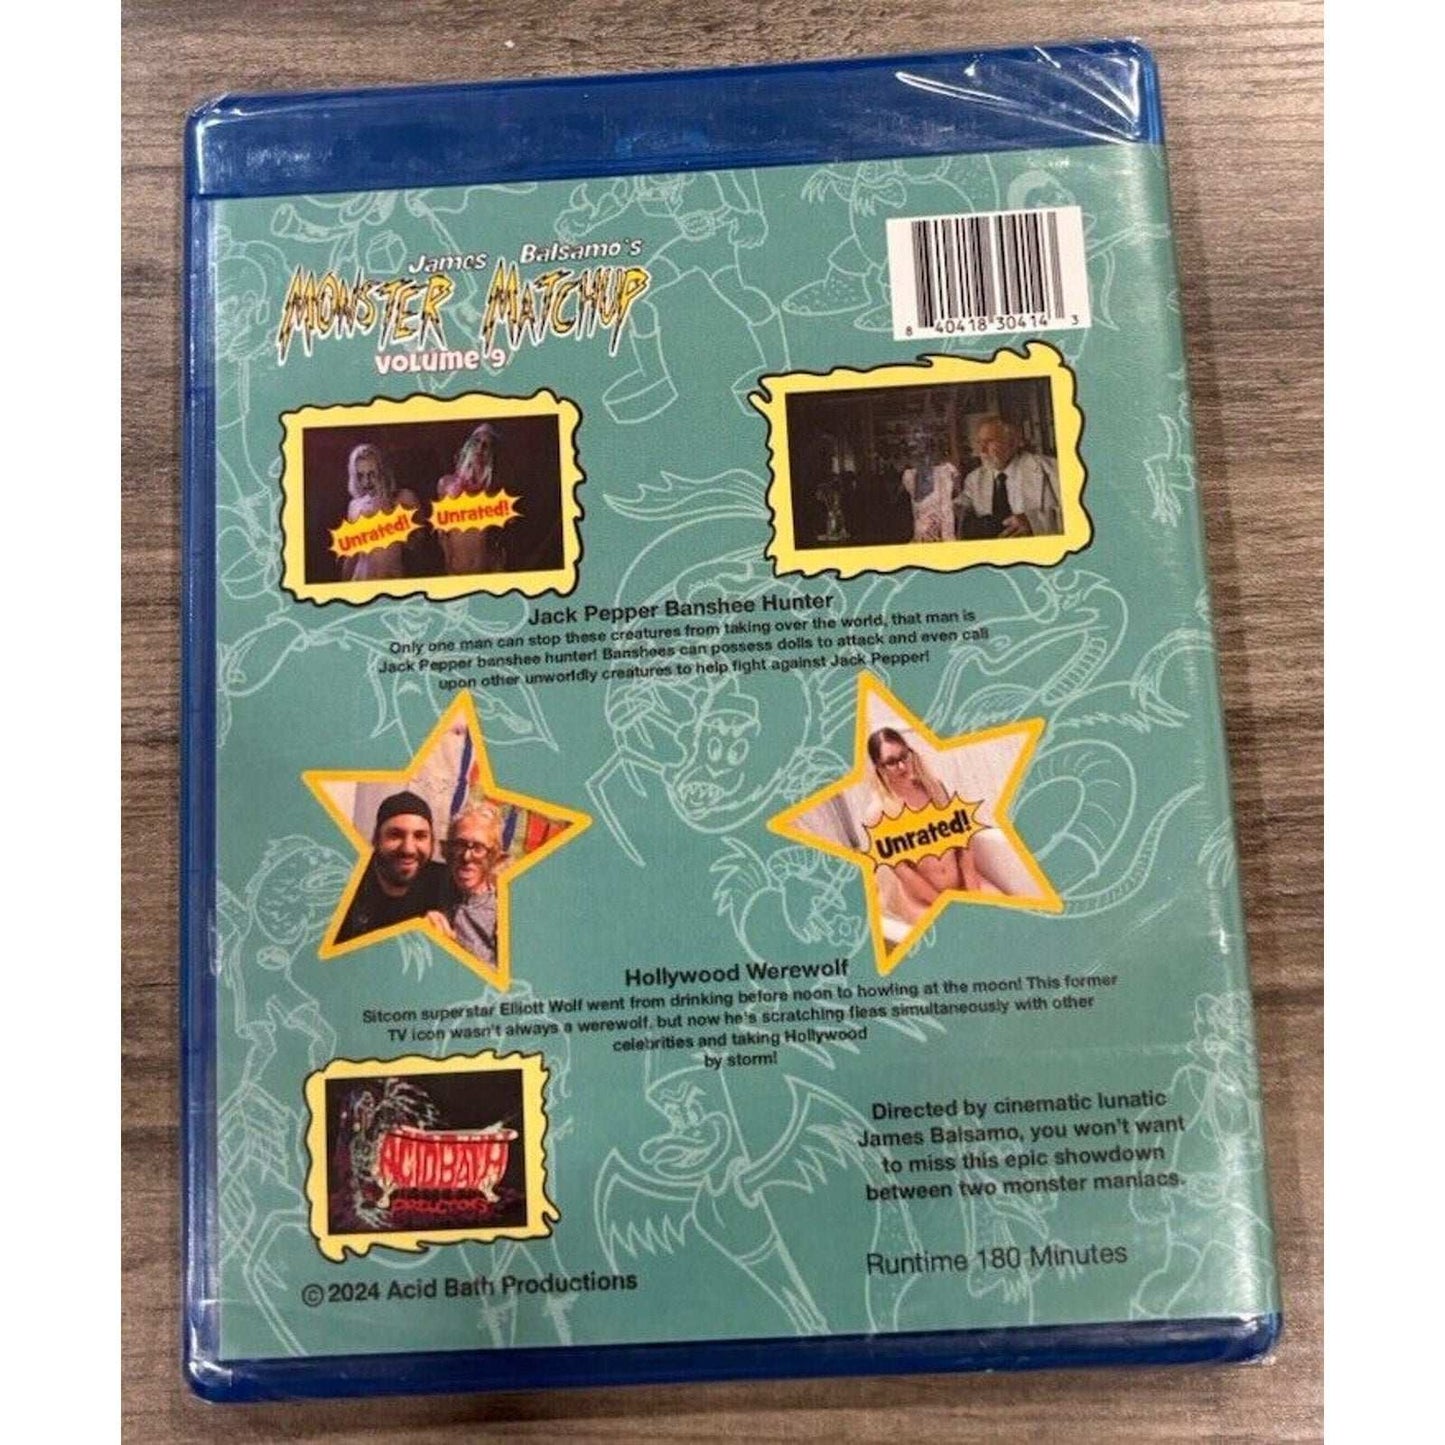 James Balsamo's
MONSTER MATCHUP
VOLUME 9
8 40418 30414 3
Unrated!
Unrated!
Jack Pepper Banshee Hunter
Only one man can stop these creatures from taking over the world, that man is
Jack Pepper banshee hunter! Banshees can possess dolls to attack and even call
upon other unworldly creatures to help fight against Jack Pepper!
Unrated!
Hollywood Werewolf
Sitcom superstar Elliott Wolf went from drinking before noon to howling at the moon! This former
TV icon wasn't always a werewolf, but now he's scratching fleas simultaneously with other
celebrities and taking Hollywood
by storm!
ACIDBATH
PRODUCTIONS
Directed by cinematic lunatic
James Balsamo, you won't want
to miss this epic showdown
between two monster maniacs.
Runtime 180 Minutes
©2024 Acid Bath Productions